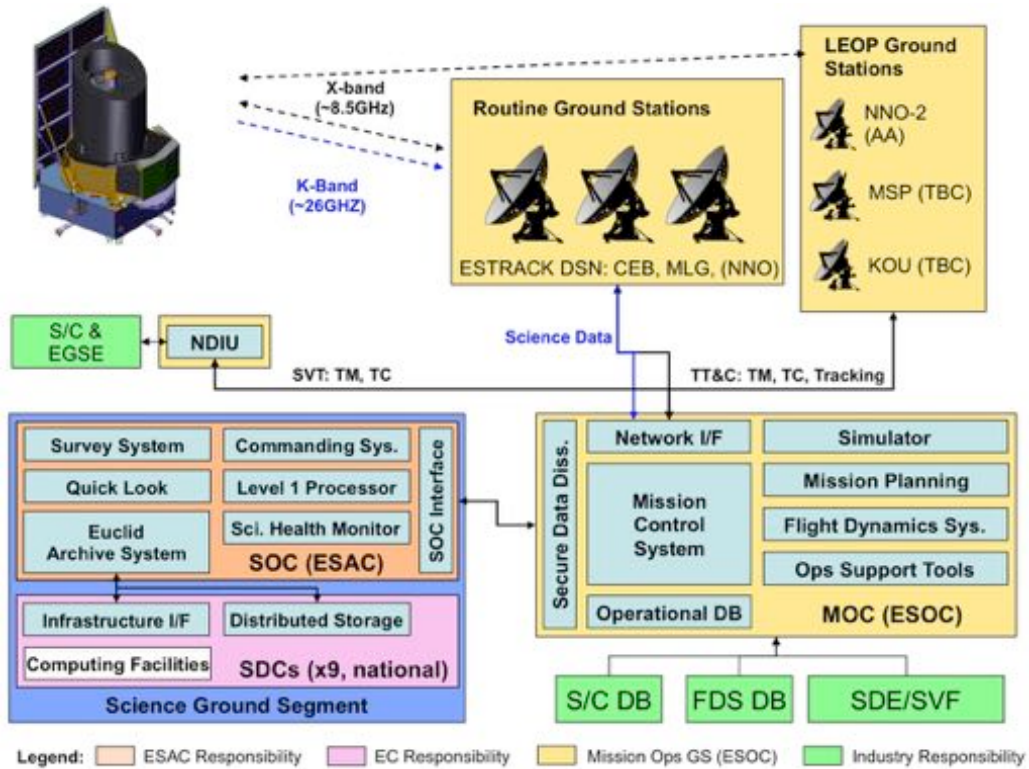 LEOP Ground
Stations
NNO-2
(AA)
MSP (TBC)
KOU (TBC)
X-band
(~8.5GHz)
K-Band
(~26GHZ)
Routine Ground Stations
ESTRACK DSN: CEB, MLG, (NNO)
S/C &
EGSE
NDIU
Science Data
SVT: TM, TC
TT&C: TM, TC, Tracking
Survey System
Commanding Sys.
Quick Look
Level 1 Processor
Euclid
Archive System
Sci. Health Monitor
SOC (ESAC)
SOC Interface
Infrastructure I/F
Distributed Storage
Computing Facilities
SDCs (x9, national)
Science Ground Segment
Secure Data Diss.
Network I/F
Simulator
Mission
Control
System
Mission Planning
Flight Dynamics Sys.
Ops Support Tools
Operational DB
MOC (ESOC)
S/C DB
FDS DB
SDE/SVF
Legend:
ESAC Responsibility
EC Responsibility
Mission Ops GS (ESOC)
Industry Responsibility